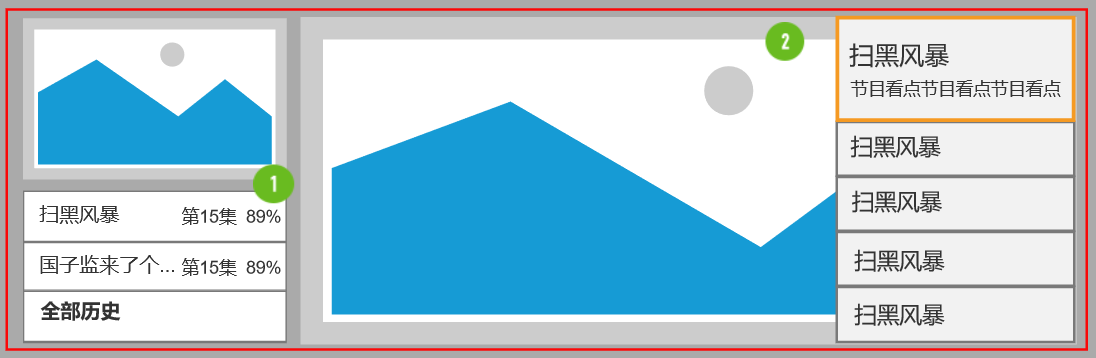 1
扫黑风暴 第15集 89%
国子监来了个... 第15集 89%
全部历史
2
扫黑风暴
节目看点节目看点节目看点
扫黑风暴
扫黑风暴
扫黑风暴
扫黑风暴